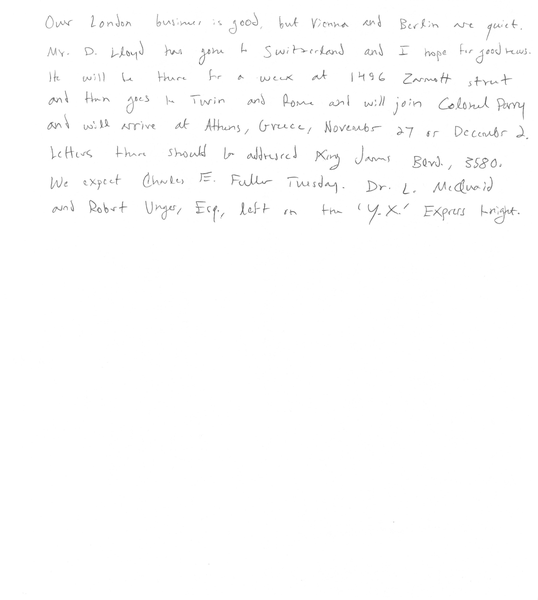 Our London business is good, but Vienna and Berlin are quiet.
Mr. D. Lloyd has gone to Switzerland and I hope for good news.
He will be there for a week at 1496 Zermott street
and then goes to Turin and Rome and will join Colonel Parry
and will arrive at Athens, Greece, November 27 or December 2.
Letters there should be addressed King James Blvd., 3580.
We expect Charles E. Fuller Tuesday. Dr. L. McQuaid
and Robert Unger, Esq., left on the 'Y.X.' Express tonight.